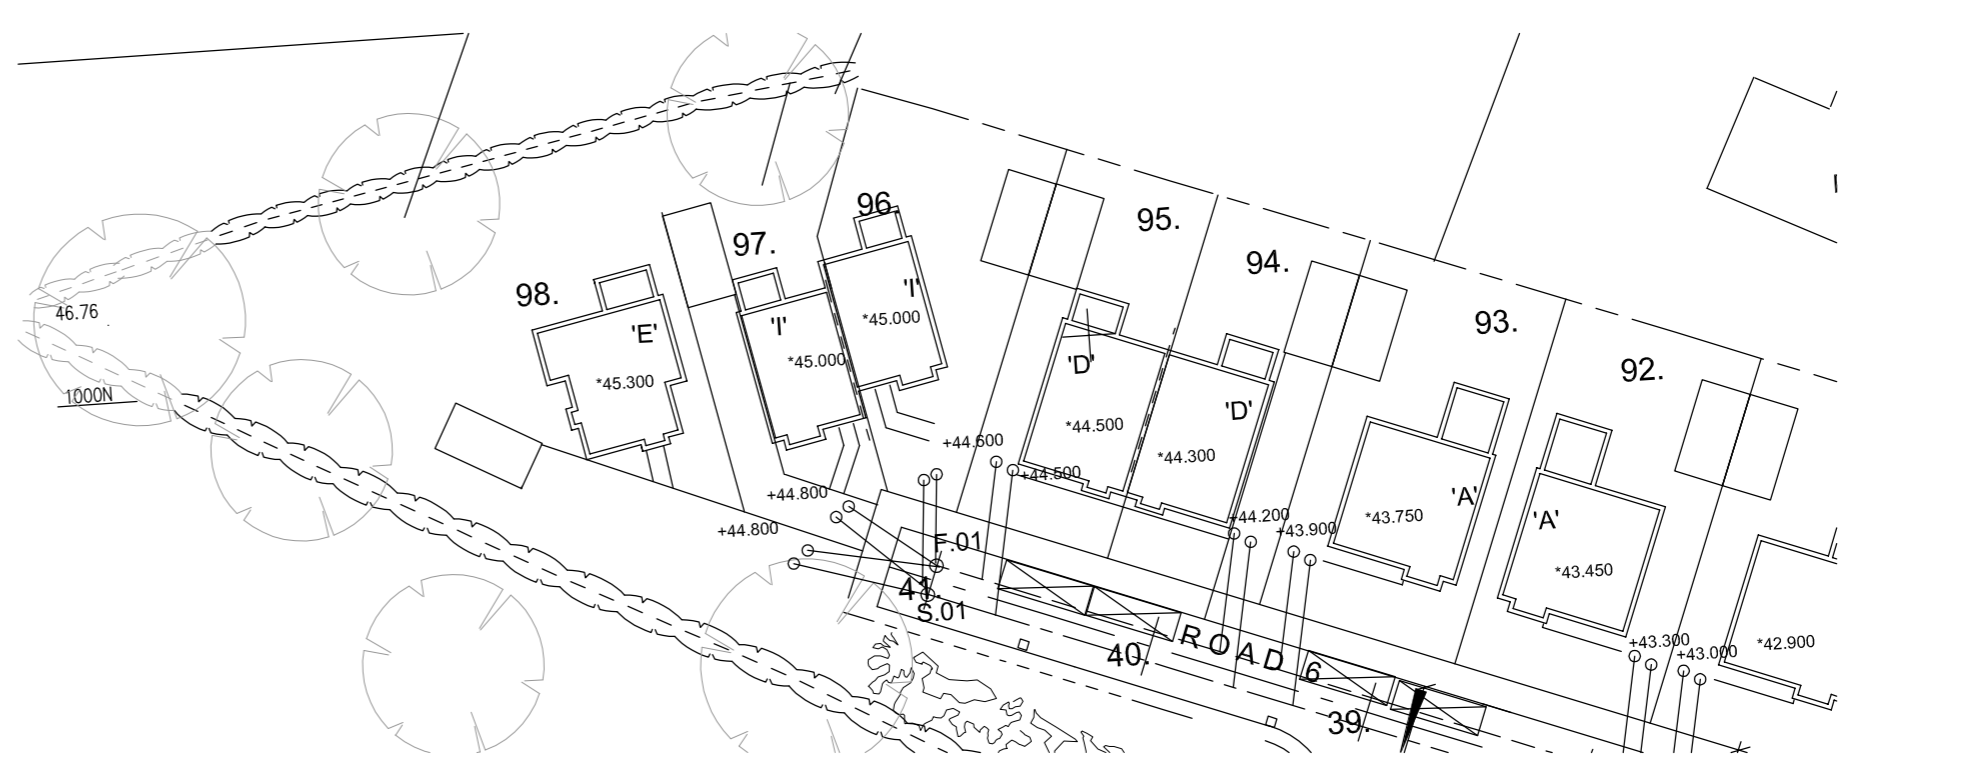 96.
95.
97.
94.
98.
93.
92.
46.76
'I'
*45.000
'I'
*45.000
'E'
*45.300
1000N
'D'
*44.500
'D'
*44.300
+44.600
+44.500
'A'
*43.750
'A'
*43.450
+44.800
+44.800
+44.200
+43.900
F.01
41.
S.01
40.
ROAD 6
39.
+43.300
+43.000
*42.900